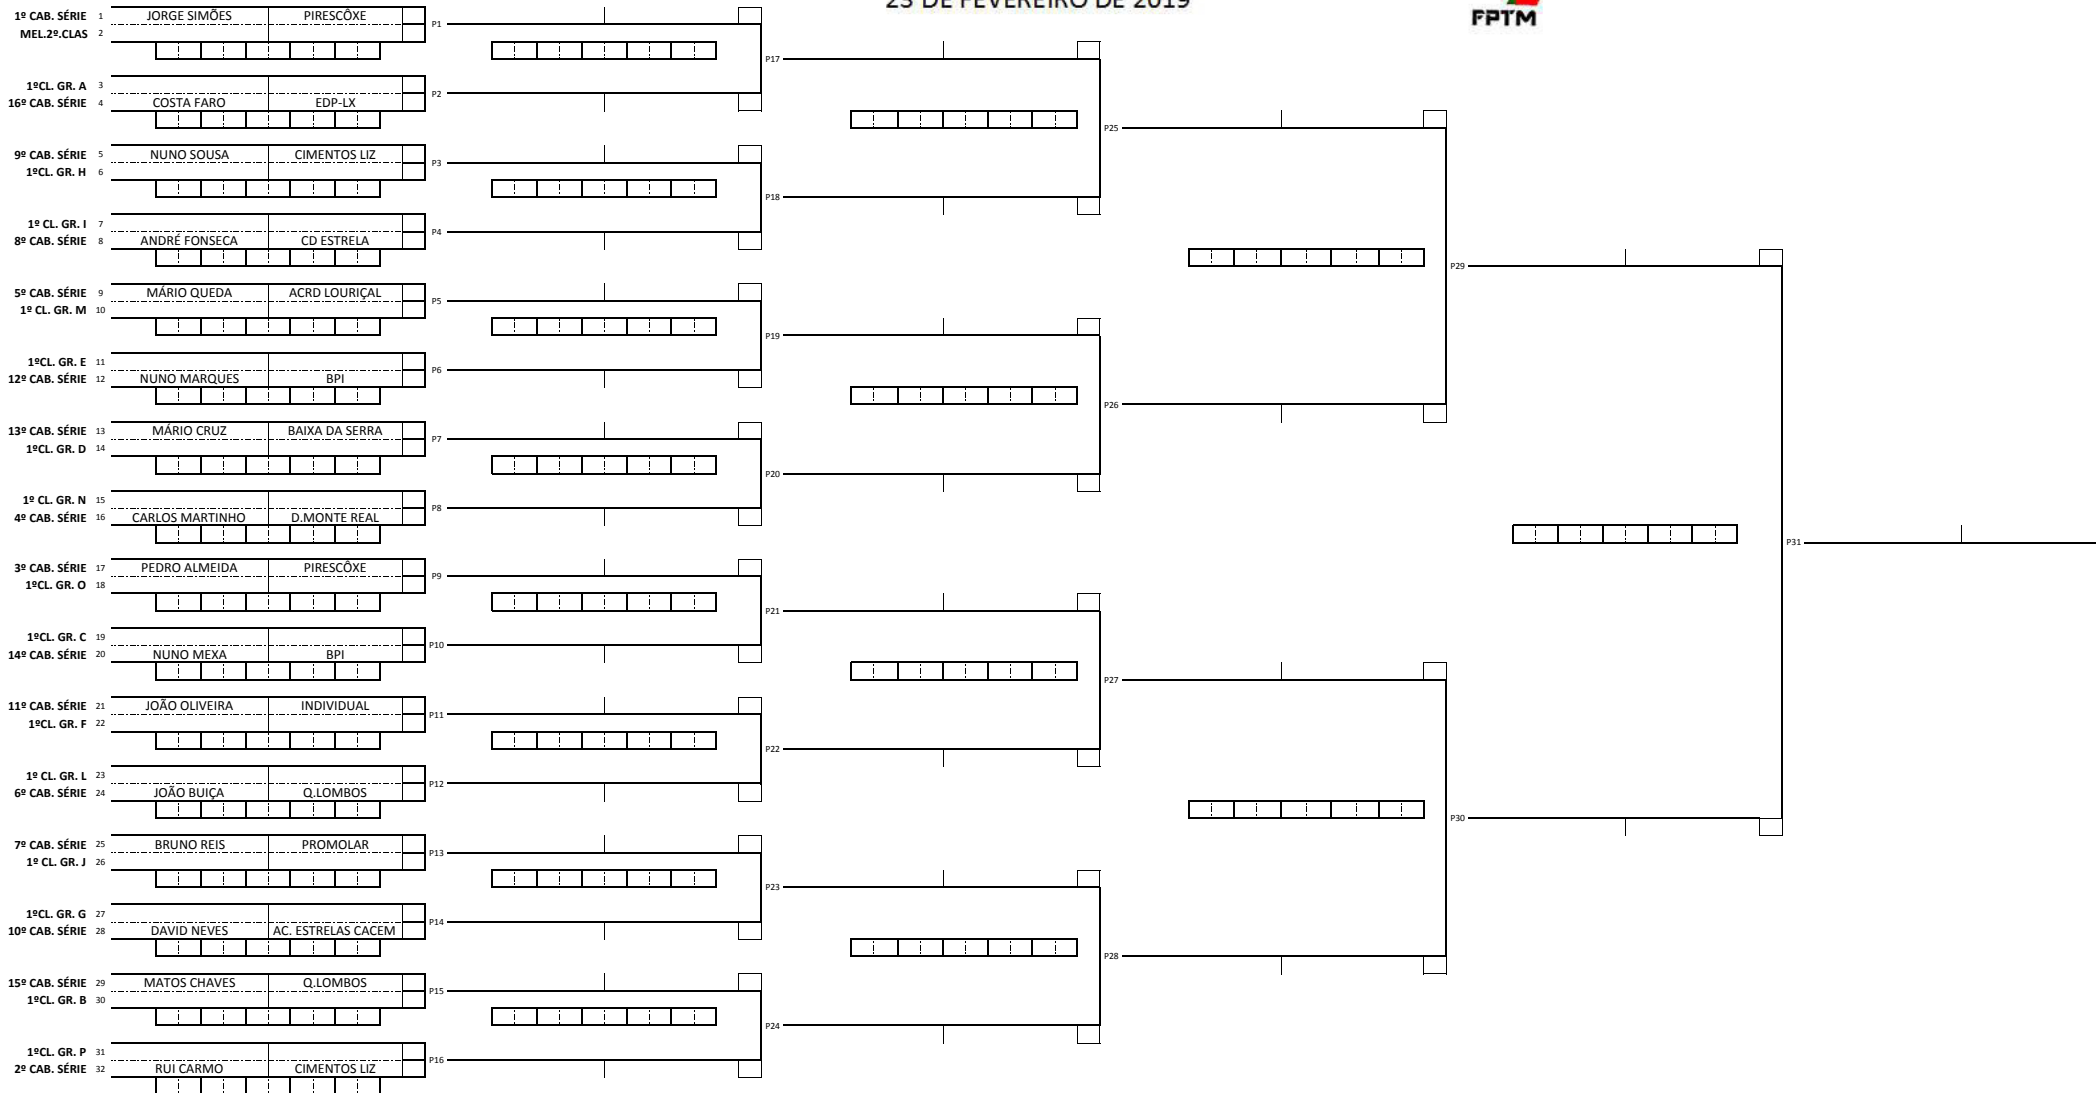 23 DE FEVEREIRO DE 2019
FPTM
1º CAB. SÉRIE 1 JORGE SIMÕES PIRESCÔXE P1
MEL.2º.CLAS 2
P17
1ºCL. GR. A 3 P2
16º CAB. SÉRIE 4 COSTA FARO EDP-LX
P25
9º CAB. SÉRIE 5 NUNO SOUSA CIMENTOS LIZ P3
1ºCL. GR. H 6
P18
1º CL. GR. I 7 P4
8º CAB. SÉRIE 8 ANDRÉ FONSECA CD ESTRELA
P29
5º CAB. SÉRIE 9 MÁRIO QUEDA ACRD LOURIÇAL P5
1º CL. GR. M 10
P19
1ºCL. GR. E 11 P6
12º CAB. SÉRIE 12 NUNO MARQUES BPI
P26
13º CAB. SÉRIE 13 MÁRIO CRUZ BAIXA DA SERRA P7
1ºCL. GR. D 14
P20
1º CL. GR. N 15 P8
4º CAB. SÉRIE 16 CARLOS MARTINHO D.MONTE REAL
P31
3º CAB. SÉRIE 17 PEDRO ALMEIDA PIRESCÔXE P9
1ºCL. GR. O 18
P21
1ºCL. GR. C 19 P10
14º CAB. SÉRIE 20 NUNO MEXA BPI
P27
11º CAB. SÉRIE 21 JOÃO OLIVEIRA INDIVIDUAL P11
1ºCL. GR. F 22
P22
1º CL. GR. L 23 P12
6º CAB. SÉRIE 24 JOÃO BUIÇA Q.LOMBOS
P30
7º CAB. SÉRIE 25 BRUNO REIS PROMOLAR P13
1º CL. GR. J 26
P23
1ºCL. GR. G 27 P14
10º CAB. SÉRIE 28 DAVID NEVES AC. ESTRELAS CACEM
P28
15º CAB. SÉRIE 29 MATOS CHAVES Q.LOMBOS P15
1ºCL. GR. B 30
P24
1ºCL. GR. P 31 P16
2º CAB. SÉRIE 32 RUI CARMO CIMENTOS LIZ